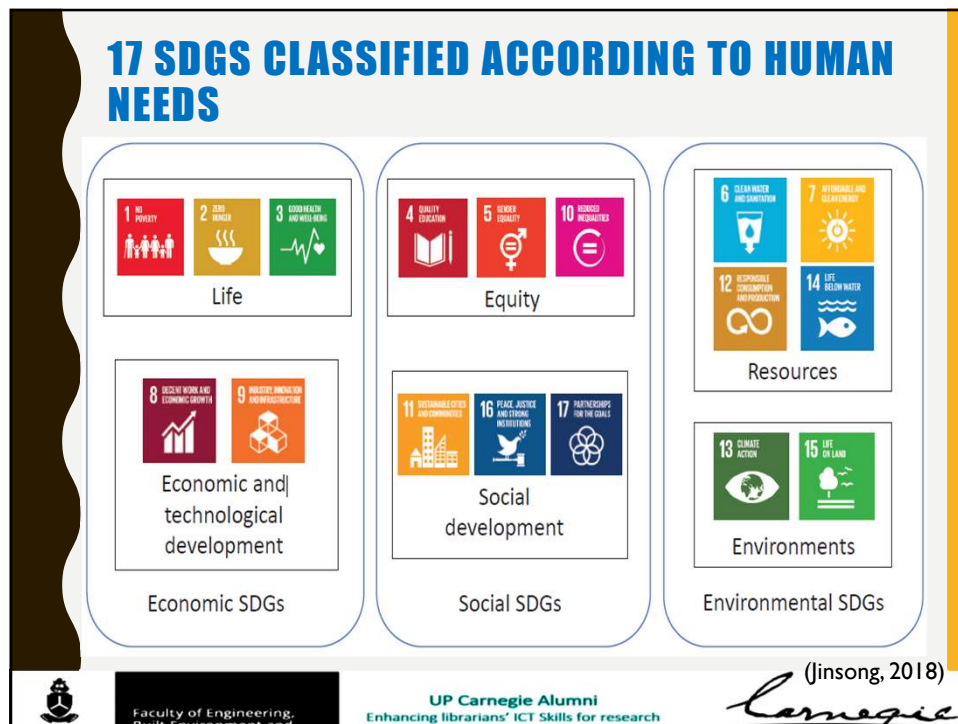 17 SDGS CLASSIFIED ACCORDING TO HUMAN
NEEDS
1 NO
POVERTY
2 ZERO
HUNGER
3 GOOD HEALTH
AND WELL-BEING
Life
8 DECENT WORK AND
ECONOMIC GROWTH
9 INDUSTRY, INNOVATION
AND INFRASTRUCTURE
Economic and
technological
development
Economic SDGs
4 QUALITY
EDUCATION
5 GENDER
EQUALITY
10 REDUCED
INEQUALITIES
Equity
11 SUSTAINABLE CITIES
AND COMMUNITIES
16 PEACE, JUSTICE
AND STRONG
INSTITUTIONS
17 PARTNERSHIPS
FOR THE GOALS
Social
development
Social SDGs
6 CLEAN WATER
AND SANITATION
7 AFFORDABLE AND
CLEAN ENERGY
12 RESPONSIBLE
CONSUMPTION
AND PRODUCTION
14 LIFE
BELOW WATER
Resources
13 CLIMATE
ACTION
15 LIFE
ON LAND
Environments
Environmental SDGs
(Jinsong, 2018)
Faculty of Engineering,
Built Environment and
UP Carnegie Alumni
Enhancing librarians' ICT Skills for research
Carnegie